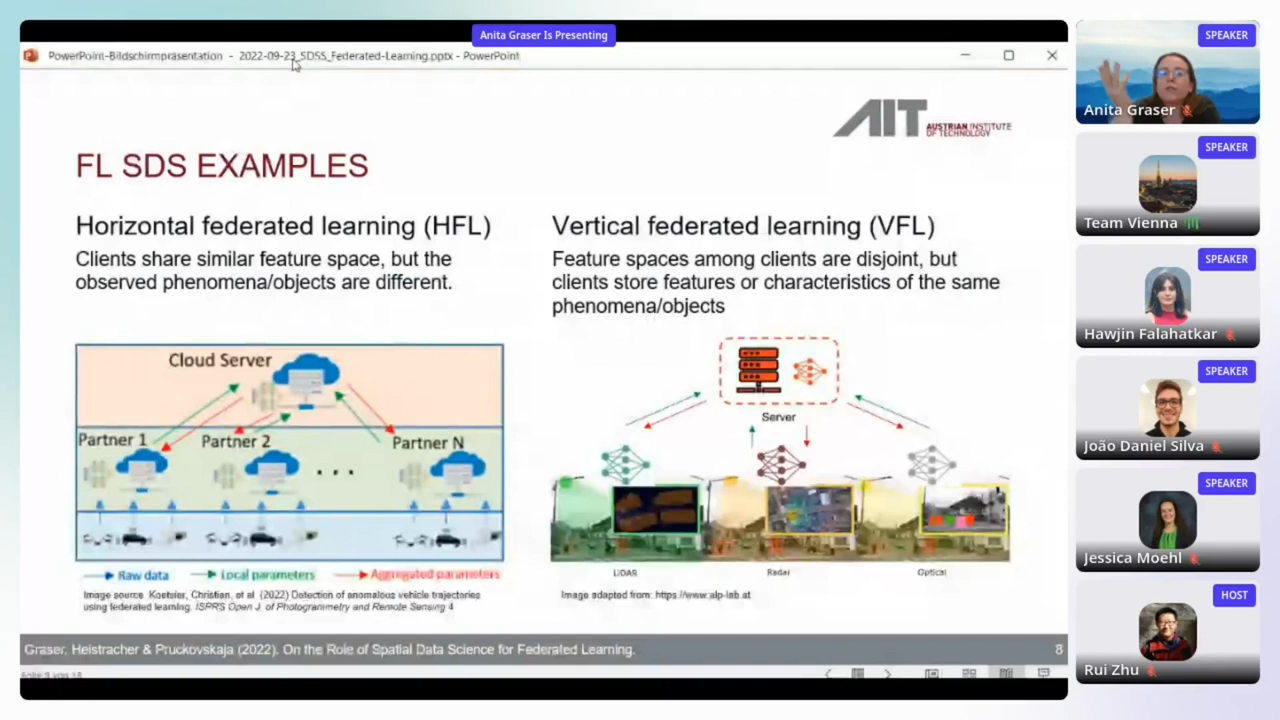 Anita Graser Is Presenting
PowerPoint-Bildschirmpräsentation - 2022-09-23_SDSS_Federated-Learning.pptx - PowerPoint
AIT
AUSTRIAN INSTITUTE
OF TECHNOLOGY
FL SDS EXAMPLES
Horizontal federated learning (HFL)
Clients share similar feature space, but the
observed phenomena/objects are different.
Cloud Server
Partner 1
Partner 2
Partner N
Raw data
Local parameters
Aggregated parameters
Image source: Koetsier, Christian, et al. (2022) Detection of anomalous vehicle trajectories
using federated learning. ISPRS Open J. of Photogrammetry and Remote Sensing 4
Vertical federated learning (VFL)
Feature spaces among clients are disjoint, but
clients store features or characteristics of the same
phenomena/objects
Server
LiDAR
Radar
Optical
Image adapted from: https://www.alp-lab.at
Graser, Heistracher & Pruckovskaja (2022). On the Role of Spatial Data Science for Federated Learning.
8
SPEAKER
Anita Graser
SPEAKER
Team Vienna
SPEAKER
Hawjin Falahatkar
SPEAKER
João Daniel Silva
SPEAKER
Jessica Moehl
HOST
Rui Zhu